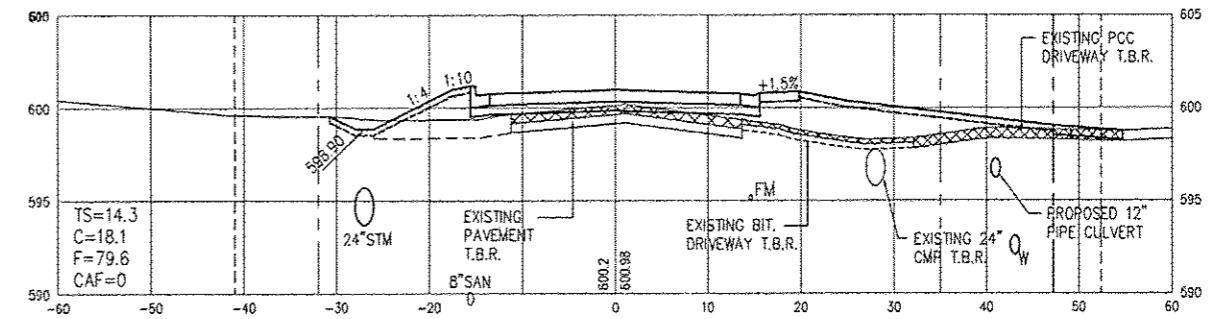 605
605
EXISTING PCC
DRIVEWAY T.B.R.
1:10
+1.5%
1:4
600
600
598.90
FM
595
595
TS=14.3
C=18.1
F=79.6
CAF=0
24"STM
EXISTING
PAVEMENT
T.B.R.
EXISTING BIT.
DRIVEWAY T.B.R.
EXISTING 24"
CMP T.B.R.
PROPOSED 12"
PIPE CULVERT
W
8"SAN
600.2
600.98
590
590
-60
-50
-40
-30
-20
-10
0
10
20
30
40
50
60